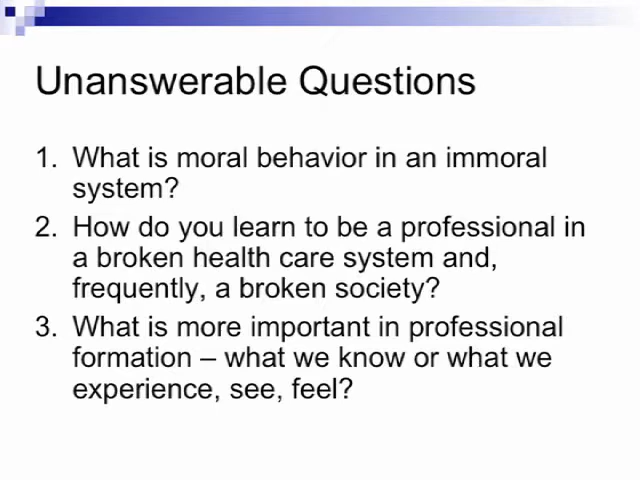 Unanswerable Questions
1. What is moral behavior in an immoral
system?
2. How do you learn to be a professional in
a broken health care system and,
frequently, a broken society?
3. What is more important in professional
formation – what we know or what we
experience, see, feel?